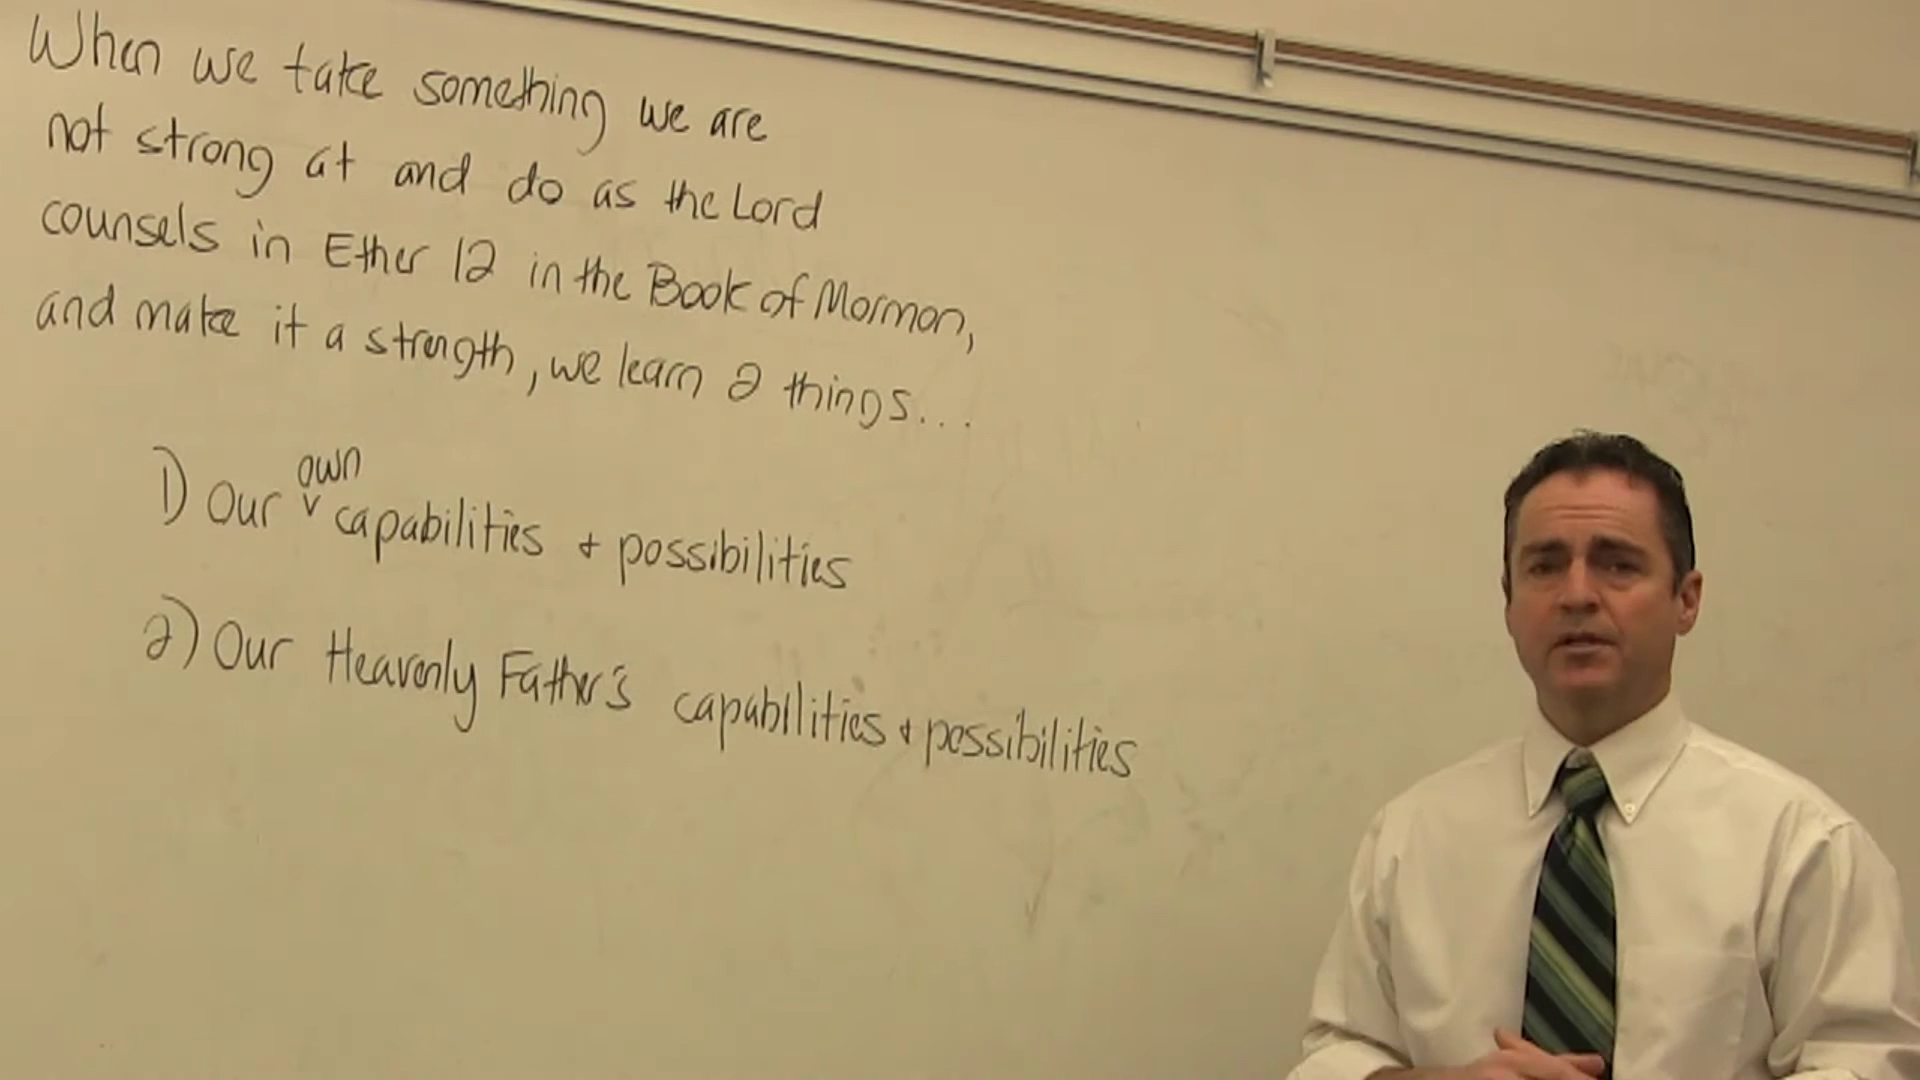 When we take something we are
not strong at and do as the Lord
counsels in Ether 12 in the Book of Mormon,
and make it a strength, we learn 2 things...
1) Our own capabilities + possibilities
2) Our Heavenly Father's capabilities + possibilities